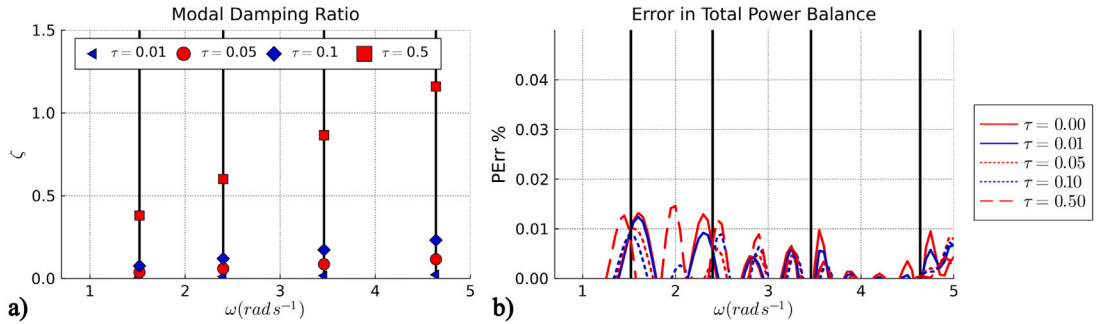 Modal Damping Ratio
τ = 0.01 τ = 0.05 τ = 0.1 τ = 0.5
1.5
1.0
0.5
0.0
ζ
1 2 3 4 5
ω(rad s⁻¹)
a)
Error in Total Power Balance
0.04
0.03
0.02
0.01
0.00
PErr %
1 2 3 4 5
ω(rad s⁻¹)
b)
τ = 0.00
τ = 0.01
τ = 0.05
τ = 0.10
τ = 0.50